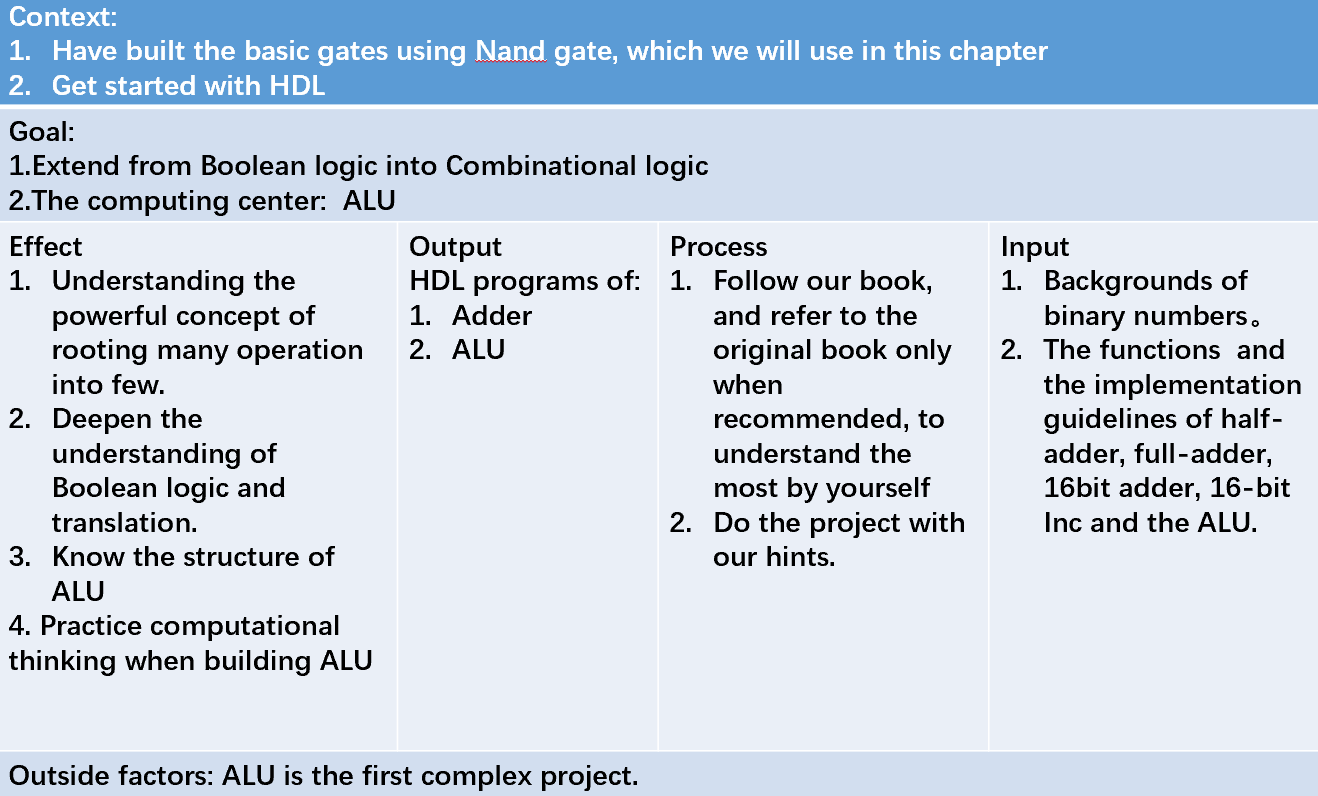 Context:
1. Have built the basic gates using Nand gate, which we will use in this chapter
2. Get started with HDL
Goal:
1.Extend from Boolean logic into Combinational logic
2.The computing center:  ALU
Effect
1. Understanding the
powerful concept of
rooting many operation
into few.
2. Deepen the
understanding of
Boolean logic and
translation.
3. Know the structure of
ALU
4. Practice computational
thinking when building ALU
Output
HDL programs of:
1. Adder
2. ALU
Process
1. Follow our book,
and refer to the
original book only
when
recommended, to
understand the
most by yourself
2. Do the project with
our hints.
Input
1. Backgrounds of
binary numbers。
2. The functions  and
the implementation
guidelines of half-
adder, full-adder,
16bit adder, 16-bit
Inc and the ALU.
Outside factors: ALU is the first complex project.